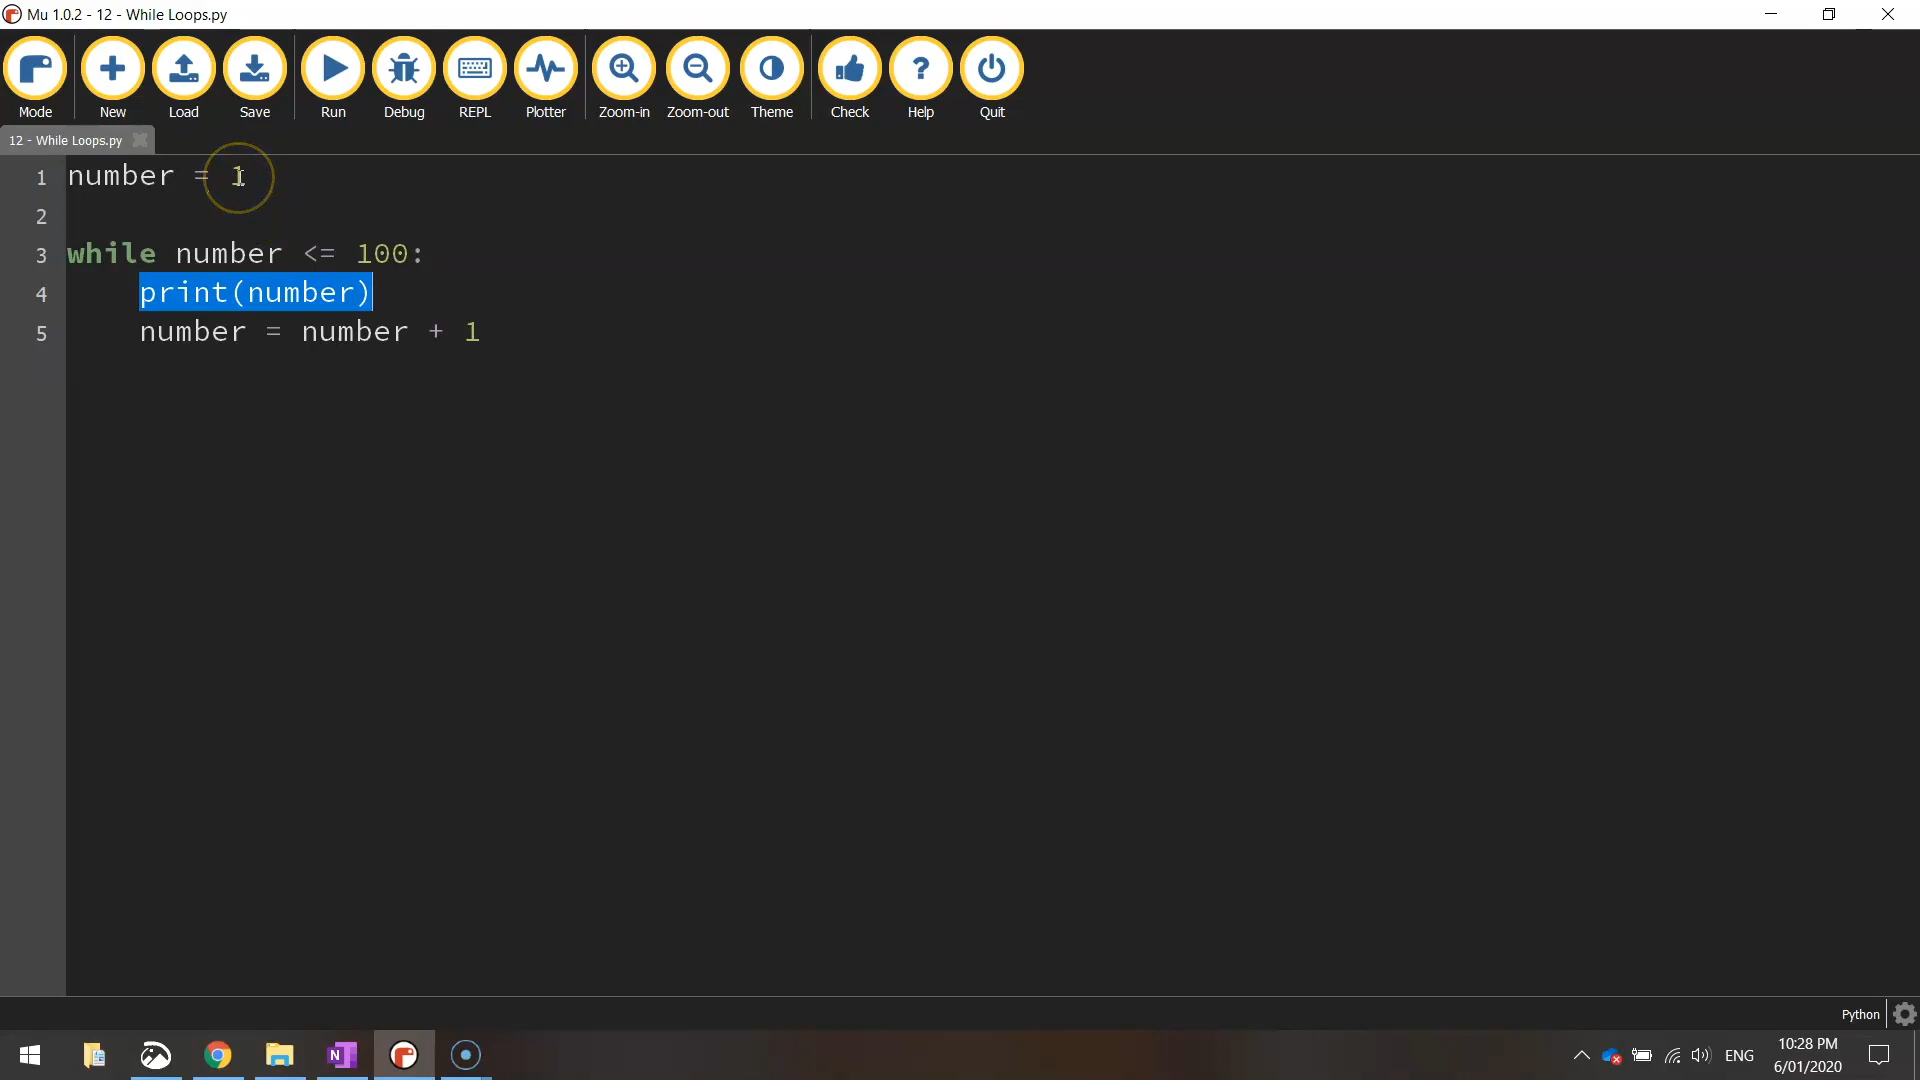 Mu 1.0.2 - 12 - While Loops.py
Mode New Load Save Run Debug REPL Plotter Zoom-in Zoom-out Theme Check Help Quit
12 - While Loops.py
1 number = 1
2
3 while number <= 100:
4     print(number)
5     number = number + 1
Python
ENG
10:28 PM
6/01/2020